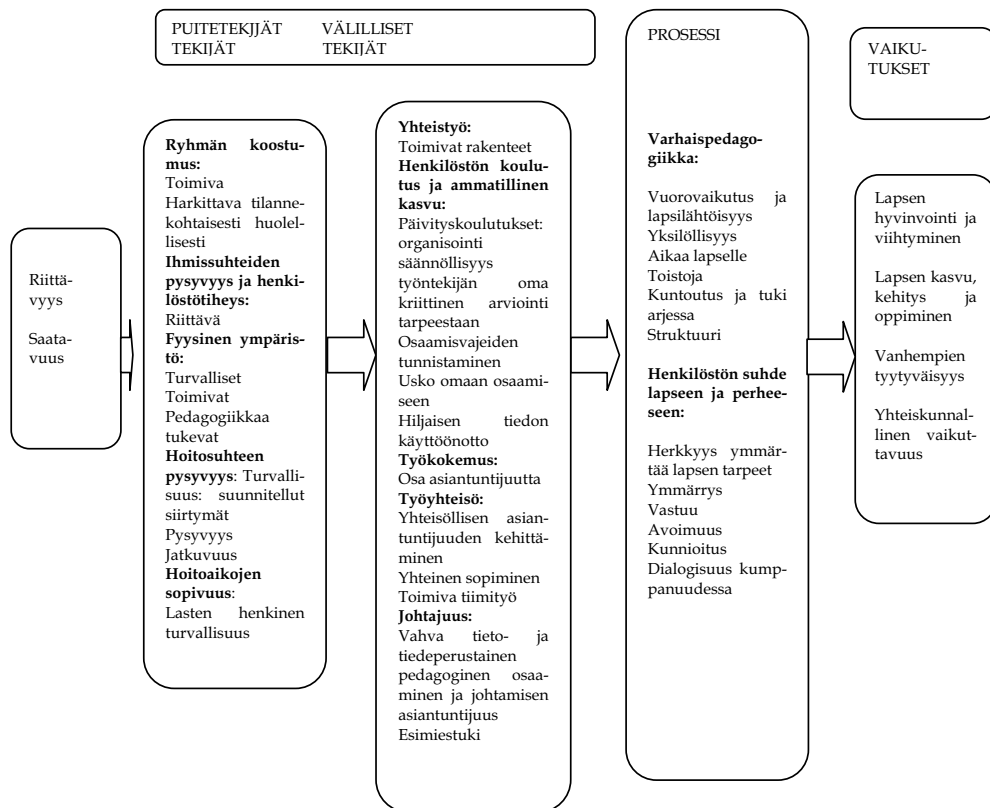 PUITETEKJJÄT VÄLILLISET
TEKIJÄT TEKIJÄT
PROSESSI
VAIKU-
TUKSET
Riittä-
vyys
Saata-
vuus
Ryhmän koostu-
mus:
Toimiva
Harkittava tilanne-
kohtaisesti huolel-
lisesti
Ihmissuhteiden
pysyvyys ja henki-
löstötiheys:
Riittävä
Fyysinen ympäris-
tö:
Turvalliset
Toimivat
Pedagogiikkaa
tukevat
Hoitosuhteen
pysyvyys: Turvalli-
suus: suunnitellut
siirtymät
Pysyvyys
Jatkuvuus
Hoitoaikojen
sopivuus:
Lasten henkinen
turvallisuus
Yhteistyö:
Toimivat rakenteet
Henkilöstön koulu-
tus ja ammatillinen
kasvu:
Päivityskoulutukset:
organisointi
säännöllisyys
työntekijän oma
kriittinen arviointi
tarpeestaan
Osaamisvajeiden
tunnistaminen
Usko omaan osaami-
seen
Hiljaisen tiedon
käyttöönotto
Työkokemus:
Osa asiantuntijuutta
Työyhteisö:
Yhteisöllisen asian-
tuntijuuden kehittä-
minen
Yhteinen sopiminen
Toimiva tiimityö
Johtajuus:
Vahva tieto- ja
tiedeperustainen
pedagoginen osaa-
minen ja johtamisen
asiantuntijuus
Esimiestuki
Varhaispedago-
giikka:
Vuorovaikutus ja
lapsilähtöisyys
Yksilöllisyys
Aikaa lapselle
Toistoja
Kuntoutus ja tuki
arjessa
Struktuuri
Henkilöstön suhde
lapseen ja perhee-
seen:
Herkkyys ymmär-
tää lapsen tarpeet
Ymmärrys
Vastuu
Avoimuus
Kunnioitus
Dialogisuus kump-
panuudessa
Lapsen
hyvinvointi ja
viihtyminen
Lapsen kasvu,
kehitys ja
oppiminen
Vanhempien
tyytyväisyys
Yhteiskunnal-
linen vaikut-
tavuus